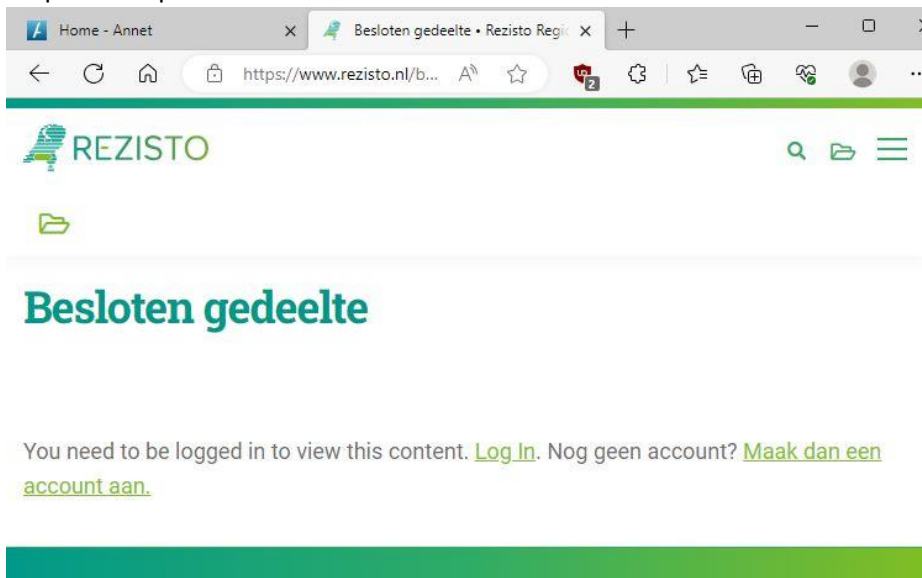 Home - Annet
Besloten gedeelte • Rezisto Regi
https://www.rezisto.nl/b...
2
REZISTO
Besloten gedeelte
You need to be logged in to view this content. Log In. Nog geen account? Maak dan een
account aan.